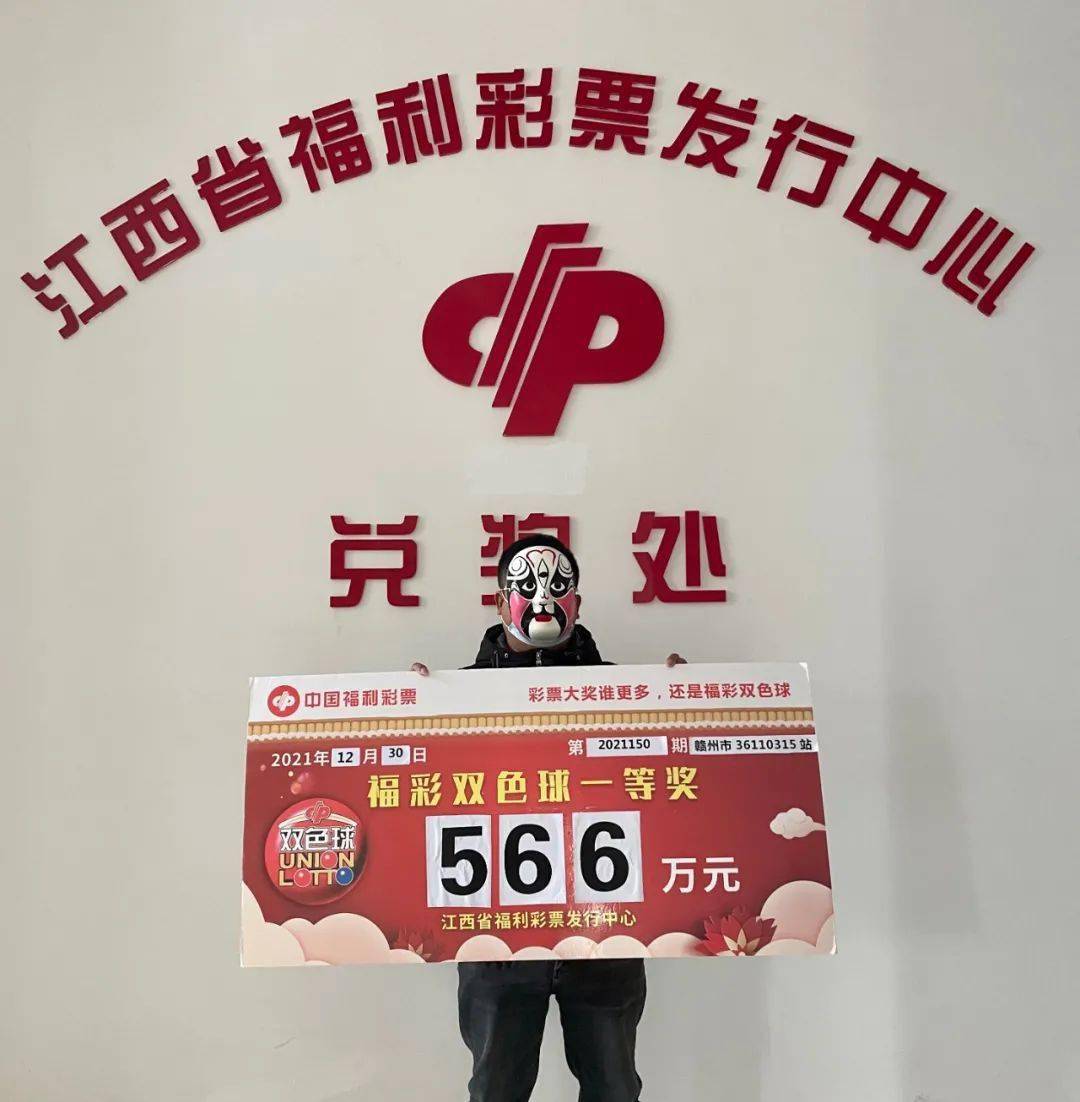 江西省福利彩票发行中心
兑奖处
中国福利彩票
彩票大奖谁更多，还是福彩双色球
2021年12月30日
第2021150期 赣州市36110315站
福彩双色球一等奖
双色球
UNION
LOTTO
566万元
江西省福利彩票发行中心